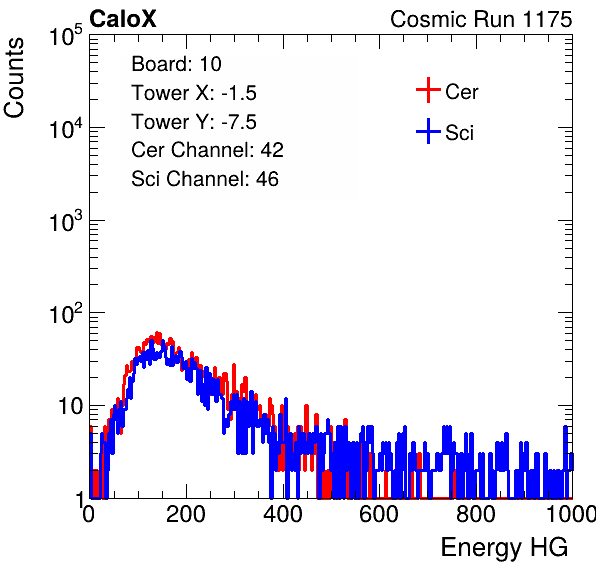 CaloX Cosmic Run 1175
Board: 10
Tower X: -1.5
Tower Y: -7.5
Cer Channel: 42
Sci Channel: 46
Cer
Sci
Counts
10^5
10^4
10^3
10^2
10
1
0 200 400 600 800 1000
Energy HG